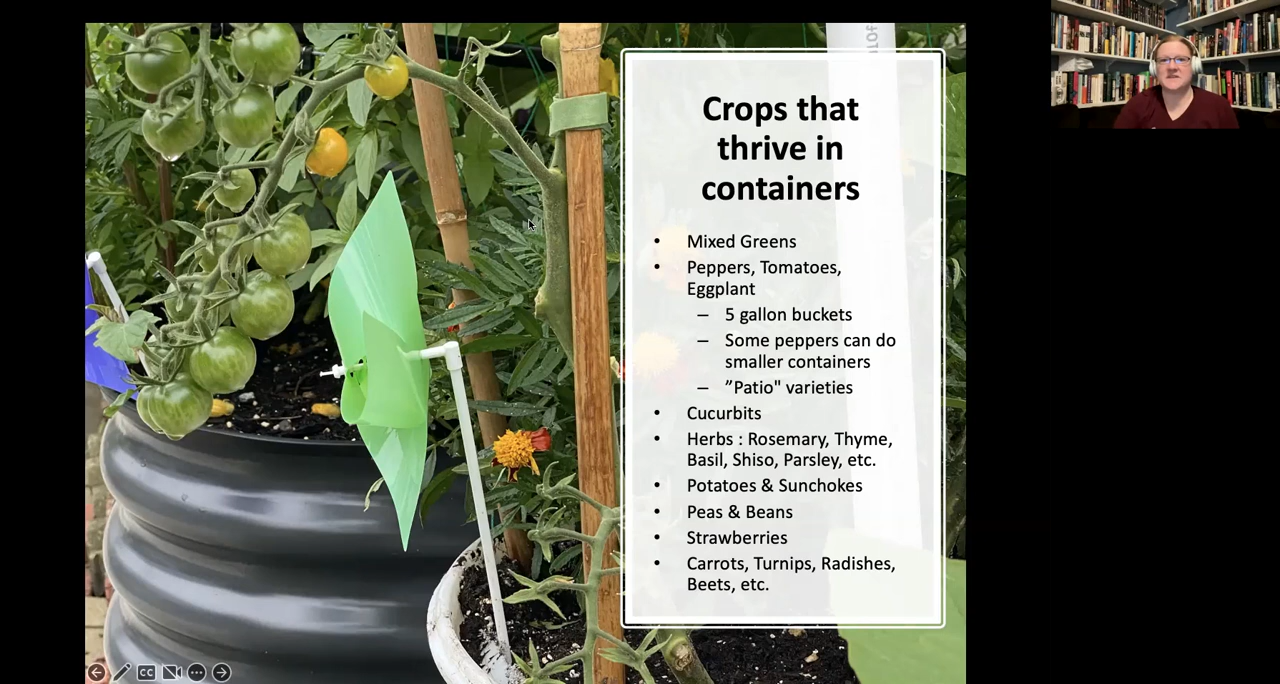 Crops that
thrive in
containers
• Mixed Greens
• Peppers, Tomatoes,
Eggplant
– 5 gallon buckets
– Some peppers can do
smaller containers
– ”Patio" varieties
• Cucurbits
• Herbs : Rosemary, Thyme,
Basil, Shiso, Parsley, etc.
• Potatoes & Sunchokes
• Peas & Beans
• Strawberries
• Carrots, Turnips, Radishes,
Beets, etc.
CC